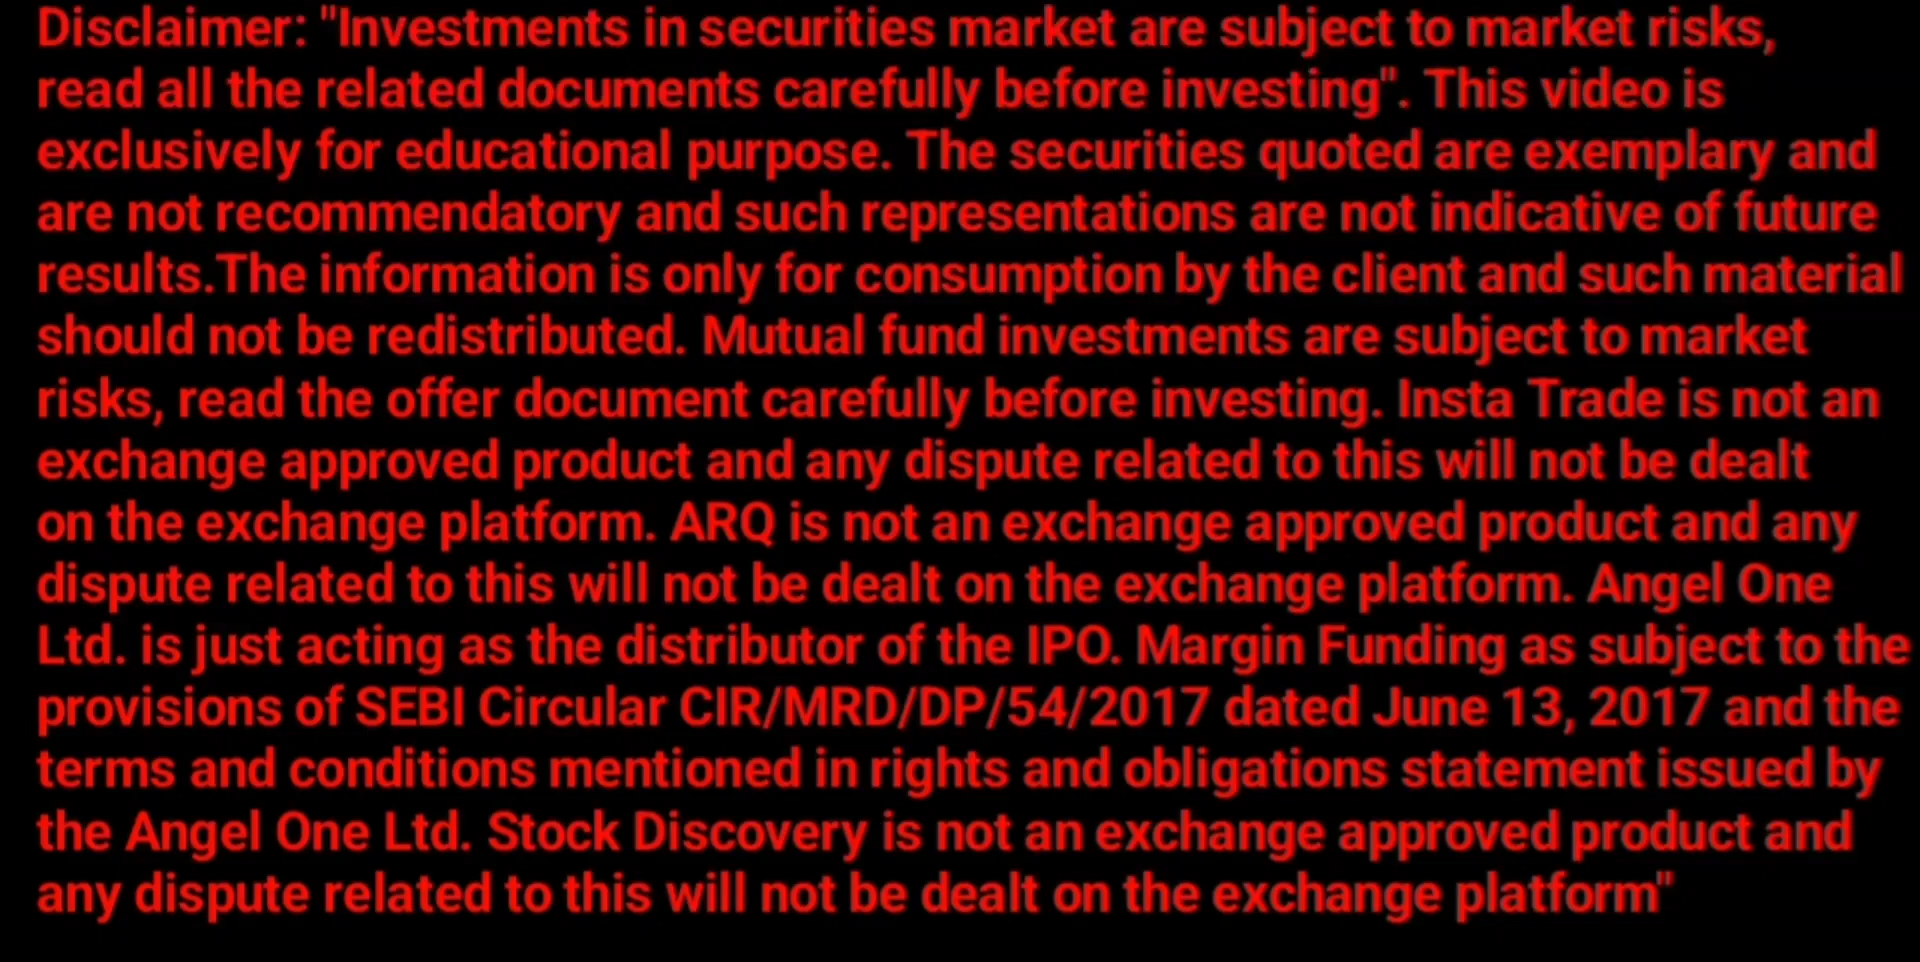 Disclaimer: "Investments in securities market are subject to market risks,
read all the related documents carefully before investing". This video is
exclusively for educational purpose. The securities quoted are exemplary and
are not recommendatory and such representations are not indicative of future
results.The information is only for consumption by the client and such material
should not be redistributed. Mutual fund investments are subject to market
risks, read the offer document carefully before investing. Insta Trade is not an
exchange approved product and any dispute related to this will not be dealt
on the exchange platform. ARQ is not an exchange approved product and any
dispute related to this will not be dealt on the exchange platform. Angel One
Ltd. is just acting as the distributor of the IPO. Margin Funding as subject to the
provisions of SEBI Circular CIR/MRD/DP/54/2017 dated June 13, 2017 and the
terms and conditions mentioned in rights and obligations statement issued by
the Angel One Ltd. Stock Discovery is not an exchange approved product and
any dispute related to this will not be dealt on the exchange platform"